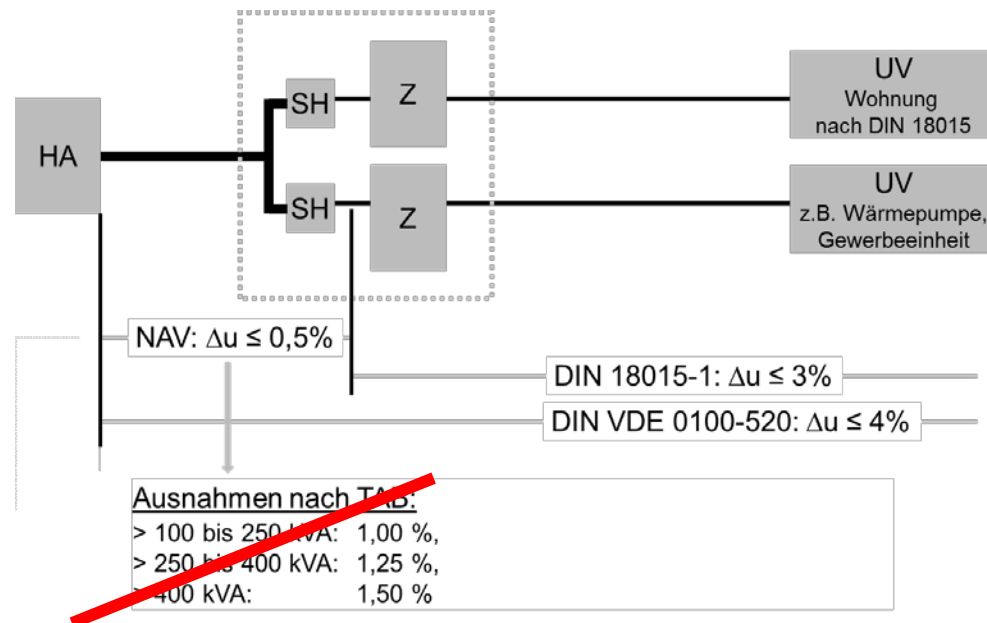 HA
SH
Z
UV
Wohnung
nach DIN 18015
SH
Z
UV
z.B. Wärmepumpe,
Gewerbeeinheit
NAV: Δu ≤ 0,5%
DIN 18015-1: Δu ≤ 3%
DIN VDE 0100-520: Δu ≤ 4%
Ausnahmen nach TAB:
> 100 bis 250 kVA: 1,00 %,
> 250 bis 400 kVA: 1,25 %,
> 400 kVA: 1,50 %